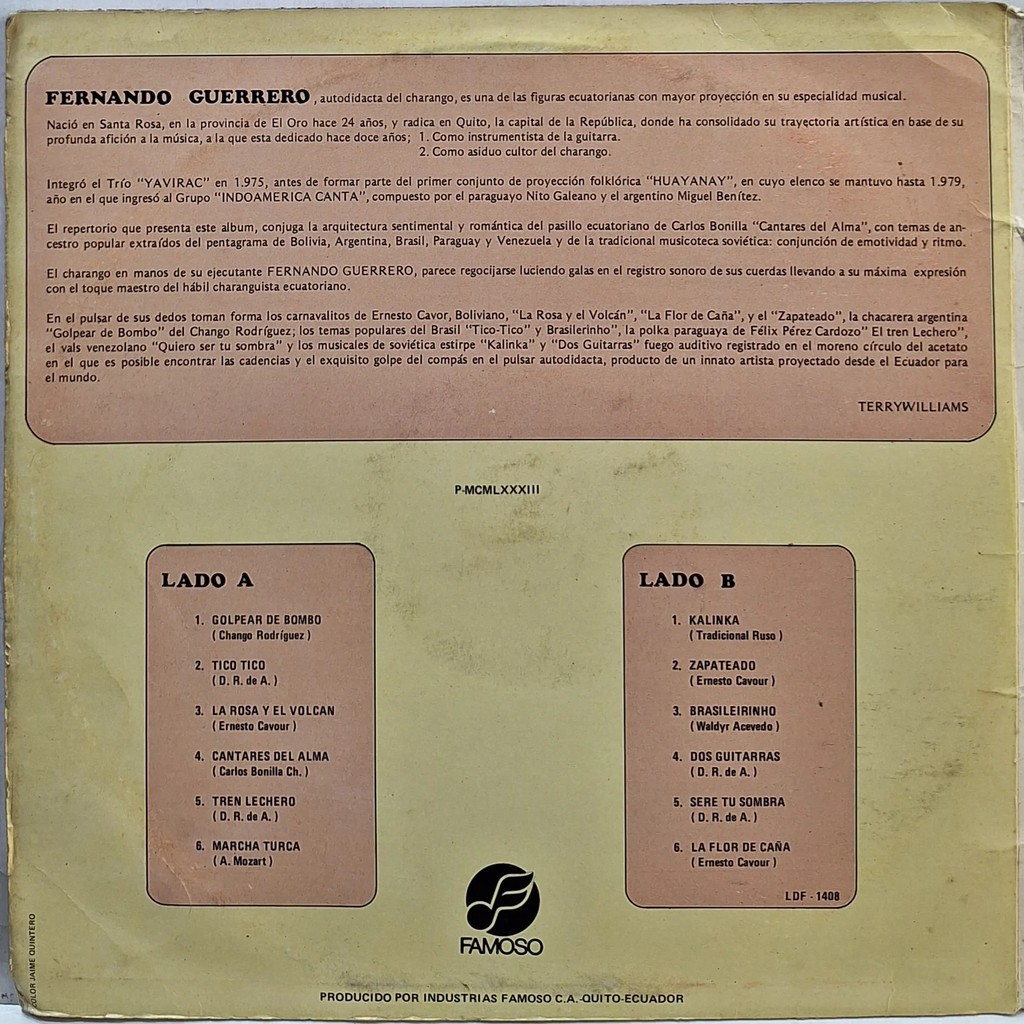 FERNANDO GUERRERO, autodidacta del charango, es una de las figuras ecuatorianas con mayor proyección en su especialidad musical.
Nació en Santa Rosa, en la provincia de El Oro hace 24 años, y radica en Quito, la capital de la República, donde ha consolidado su trayectoria artística en base de su
profunda afición a la música, a la que esta dedicado hace doce años; 1. Como instrumentista de la guitarra.
2. Como asiduo cultor del charango.
Integró el Trío "YAVIRAC" en 1.975, antes de formar parte del primer conjunto de proyección folklórica "HUAYANAY", en cuyo elenco se mantuvo hasta 1.979,
año en el que ingresó al Grupo "INDOAMERICA CANTA", compuesto por el paraguayo Nito Galeano y el argentino Miguel Benítez.
El repertorio que presenta este album, conjuga la arquitectura sentimental y romántica del pasillo ecuatoriano de Carlos Bonilla "Cantares del Alma", con temas de an-
cestro popular extraídos del pentagrama de Bolivia, Argentina, Brasil, Paraguay y Venezuela y de la tradicional musicoteca soviética: conjunción de emotividad y ritmo.
El charango en manos de su ejecutante FERNANDO GUERRERO, parece regocijarse luciendo galas en el registro sonoro de sus cuerdas llevando a su máxima expresión
con el toque maestro del hábil charanguista ecuatoriano.
En el pulsar de sus dedos toman forma los carnavalitos de Ernesto Cavor, Boliviano, "La Rosa y el Volcán", "La Flor de Caña", y el "Zapateado", la chacarera argentina
"Golpear de Bombo" del Chango Rodríguez; los temas populares del Brasil "Tico-Tico" y Brasilerinho", la polka paraguaya de Félix Pérez Cardozo" El tren Lechero",
el vals venezolano "Quiero ser tu sombra" y los musicales de soviética estirpe "Kalinka" y "Dos Guitarras" fuego auditivo registrado en el moreno círculo del acetato
en el que es posible encontrar las cadencias y el exquisito golpe del compás en el pulsar autodidacta, producto de un innato artista proyectado desde el Ecuador para
el mundo.
TERRYWILLIAMS
P-MCMLXXXIII
LADO A
1. GOLPEAR DE BOMBO
( Chango Rodríguez )
2. TICO TICO
( D. R. de A. )
3. LA ROSA Y EL VOLCAN
( Ernesto Cavour )
4. CANTARES DEL ALMA
( Carlos Bonilla Ch. )
5. TREN LECHERO
( D. R. de A. )
6. MARCHA TURCA
( A. Mozart )
LADO B
1. KALINKA
( Tradicional Ruso )
2. ZAPATEADO
( Ernesto Cavour )
3. BRASILEIRINHO
( Waldyr Acevedo )
4. DOS GUITARRAS
( D. R. de A. )
5. SERE TU SOMBRA
( D. R. de A. )
6. LA FLOR DE CAÑA
( Ernesto Cavour )
LDF - 1408
FAMOSO
PRODUCIDO POR INDUSTRIAS FAMOSO C.A.-QUITO-ECUADOR
COLOR JAIME QUINTERO